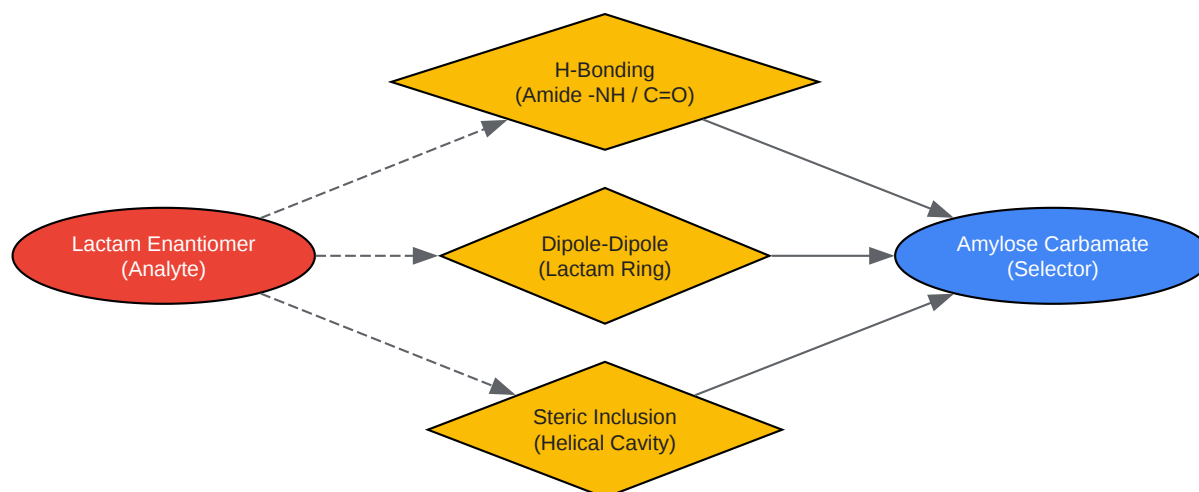 H-Bonding
(Amide -NH / C=O)
Lactam Enantiomer
(Analyte)
Dipole-Dipole
(Lactam Ring)
Amylose Carbamate
(Selector)
Steric Inclusion
(Helical Cavity)